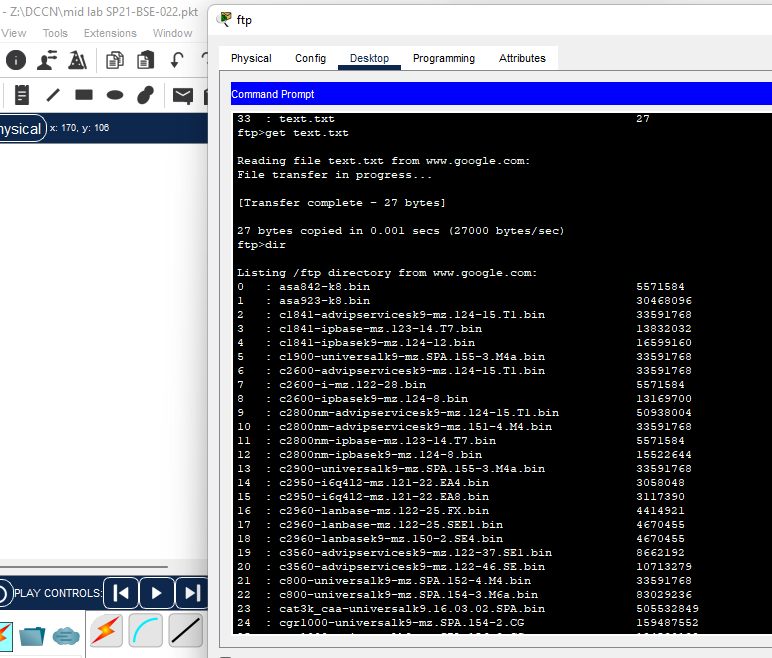 - Z:\DCCN\mid lab SP21-BSE-022.pkt
View Tools Extensions Window
hysical x: 170, y: 106
PLAY CONTROLS:
ftp
Physical Config Desktop Programming Attributes
Command Prompt
33 : text.txt 27
ftp>get text.txt
Reading file text.txt from www.google.com:
File transfer in progress...
[Transfer complete - 27 bytes]
27 bytes copied in 0.001 secs (27000 bytes/sec)
ftp>dir
Listing /ftp directory from www.google.com:
0 : asa842-k8.bin 5571584
1 : asa923-k8.bin 30468096
2 : c1841-advipservicesk9-mz.124-15.T1.bin 33591768
3 : c1841-ipbase-mz.123-14.T7.bin 13832032
4 : c1841-ipbasek9-mz.124-12.bin 16599160
5 : c1900-universalk9-mz.SPA.155-3.M4a.bin 33591768
6 : c2600-advipservicesk9-mz.124-15.T1.bin 33591768
7 : c2600-i-mz.122-28.bin 5571584
8 : c2600-ipbasek9-mz.124-8.bin 13169700
9 : c2800nm-advipservicesk9-mz.124-15.T1.bin 50938004
10 : c2800nm-advipservicesk9-mz.151-4.M4.bin 33591768
11 : c2800nm-ipbase-mz.123-14.T7.bin 5571584
12 : c2800nm-ipbasek9-mz.124-8.bin 15522644
13 : c2900-universalk9-mz.SPA.155-3.M4a.bin 33591768
14 : c2950-i6q4l2-mz.121-22.EA4.bin 3058048
15 : c2950-i6q4l2-mz.121-22.EA8.bin 3117390
16 : c2960-lanbase-mz.122-25.FX.bin 4414921
17 : c2960-lanbase-mz.122-25.SEE1.bin 4670455
18 : c2960-lanbasek9-mz.150-2.SE4.bin 4670455
19 : c3560-advipservicesk9-mz.122-37.SE1.bin 8662192
20 : c3560-advipservicesk9-mz.122-46.SE.bin 10713279
21 : c800-universalk9-mz.SPA.152-4.M4.bin 33591768
22 : c800-universalk9-mz.SPA.154-3.M6a.bin 83029236
23 : cat3k_caa-universalk9.16.03.02.SPA.bin 505532849
24 : cgr1000-universalk9-mz.SPA.154-2.CG 159487552